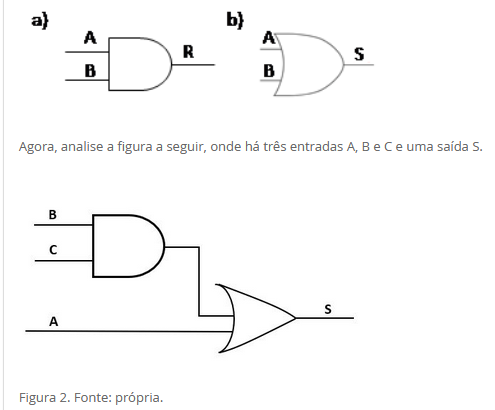 a) b)
A A
R S
B B
Agora, analise a figura a seguir, onde há três entradas A, B e C e uma saída S.
B
C
S
A
Figura 2. Fonte: própria.